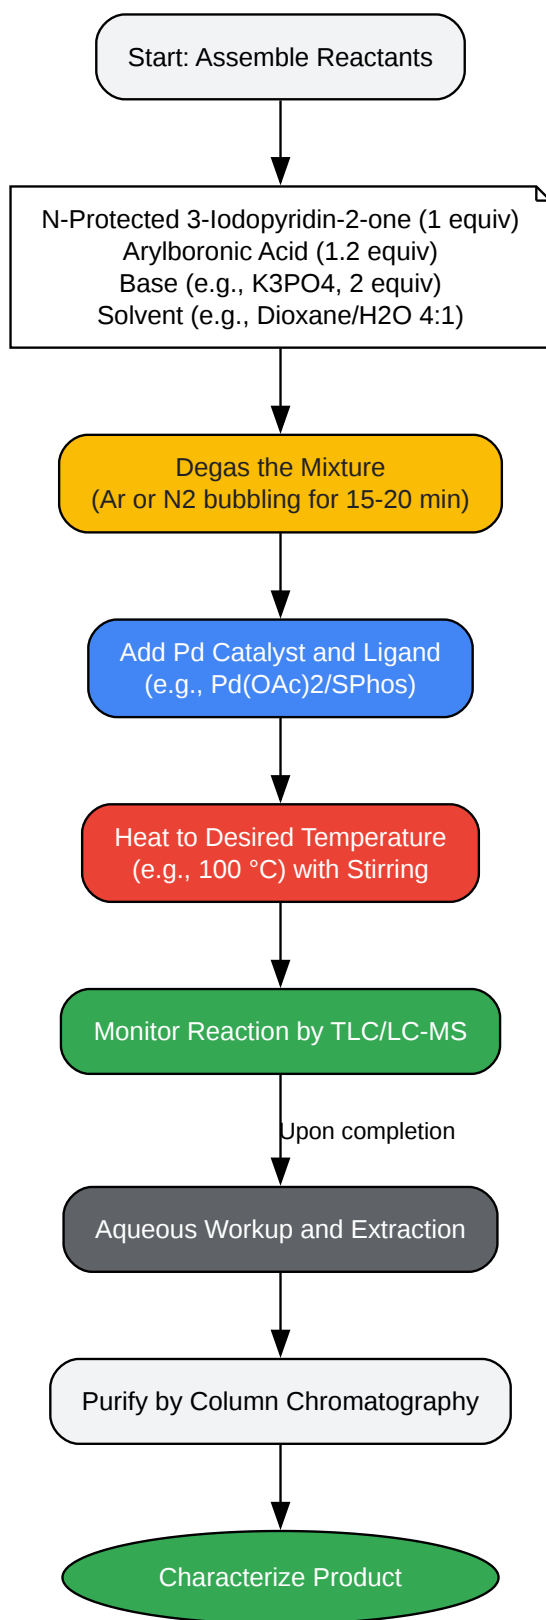 Start: Assemble Reactants
N-Protected 3-Iodopyridin-2-one (1 equiv)
Arylboronic Acid (1.2 equiv)
Base (e.g., K3PO4, 2 equiv)
Solvent (e.g., Dioxane/H2O 4:1)
Degas the Mixture
(Ar or N2 bubbling for 15-20 min)
Add Pd Catalyst and Ligand
(e.g., Pd(OAc)2/SPhos)
Heat to Desired Temperature
(e.g., 100 °C) with Stirring
Monitor Reaction by TLC/LC-MS
Upon completion
Aqueous Workup and Extraction
Purify by Column Chromatography
Characterize Product